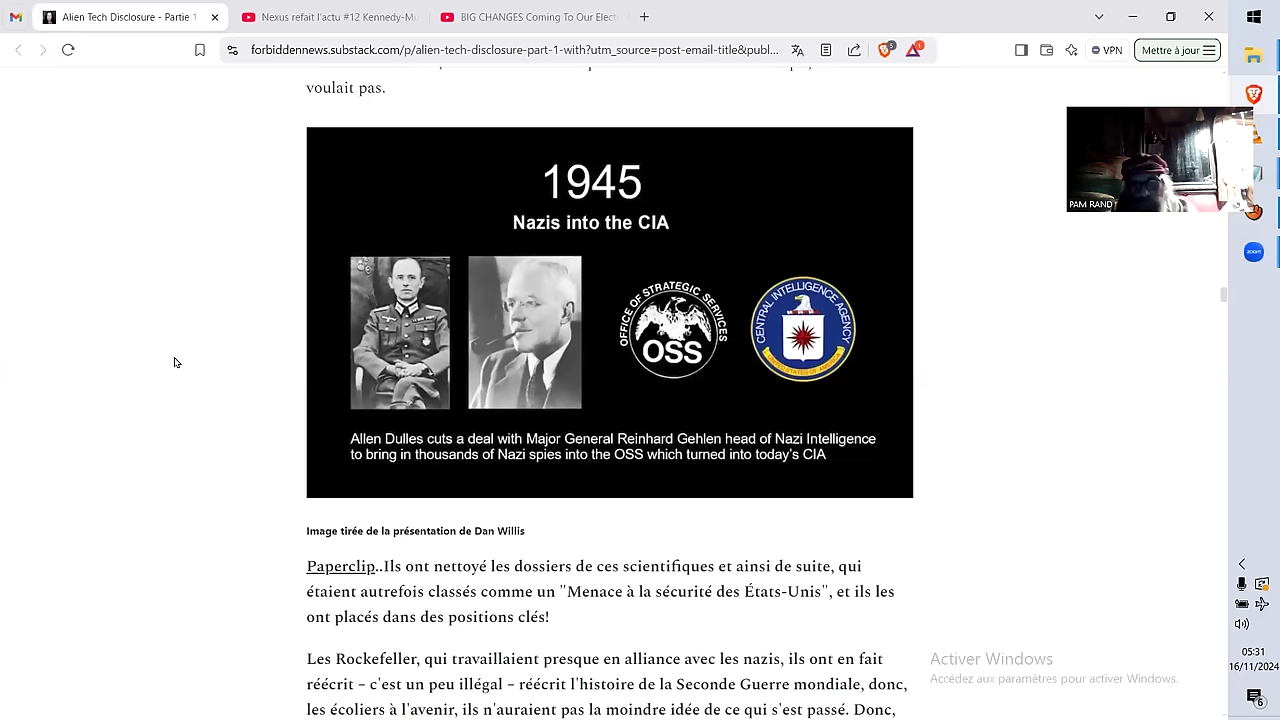 Alien Tech Disclosure - Partie 1
Nexus refait l'actu #12 Kennedy-Mu
BIG CHANGES Coming To Our Elect
forbiddennews.substack.com/p/alien-tech-disclosure-part-1-with?utm_source=post-email-title&publ...
5
1
VPN
Mettre à jour
voulait pas.
1945
Nazis into the CIA
OFFICE OF STRATEGIC SERVICES
OSS
CENTRAL INTELLIGENCE AGENCY
UNITED STATES OF AMERICA
Allen Dulles cuts a deal with Major General Reinhard Gehlen head of Nazi Intelligence
to bring in thousands of Nazi spies into the OSS which turned into today's CIA
PAM RAND
zoom
Image tirée de la présentation de Dan Willis
Paperclip..Ils ont nettoyé les dossiers de ces scientifiques et ainsi de suite, qui
étaient autrefois classés comme un "Menace à la sécurité des États-Unis", et ils les
ont placés dans des positions clés!
Les Rockefeller, qui travaillaient presque en alliance avec les nazis, ils ont en fait
réécrit – c'est un peu illégal – réécrit l'histoire de la Seconde Guerre mondiale, donc,
les écoliers à l'avenir, ils n'auraient pas la moindre idée de ce qui s'est passé. Donc,
Activer Windows
Accédez aux paramètres pour activer Windows.
05:31
16/11/2024
6